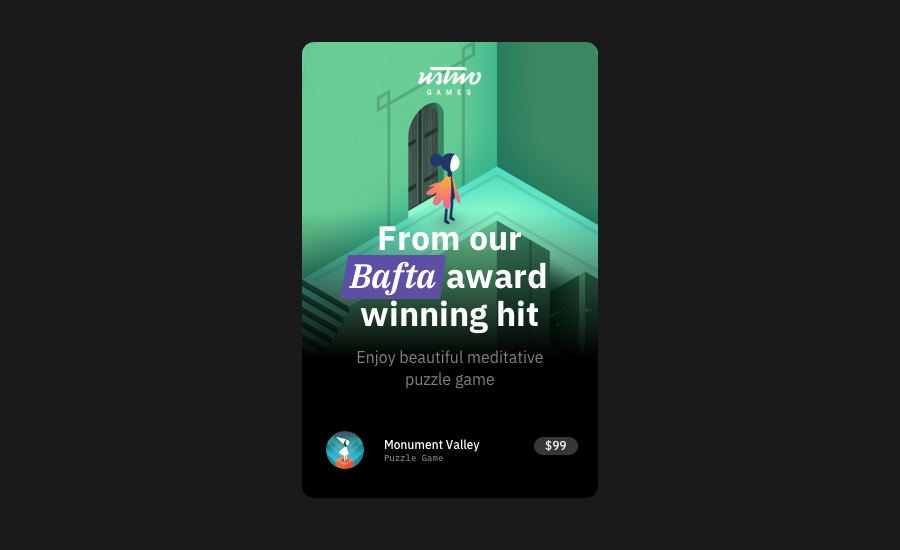 ustwo
GAMES
From our
Bafta award
winning hit
Enjoy beautiful meditative
puzzle game
Monument Valley
$99
Puzzle Game